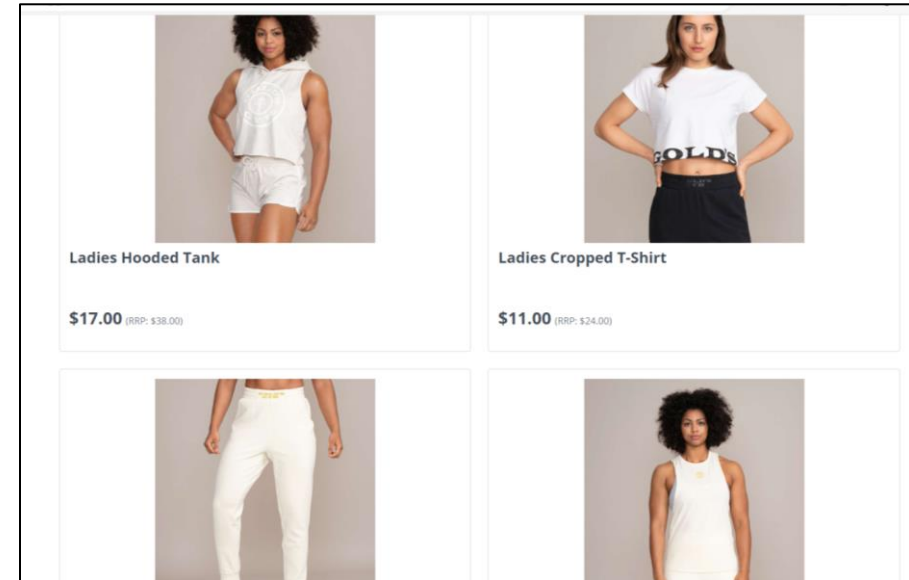 GOLD'S
Ladies Hooded Tank
Ladies Cropped T-Shirt
$17.00 (RRP: $38.00)
$11.00 (RRP: $24.00)